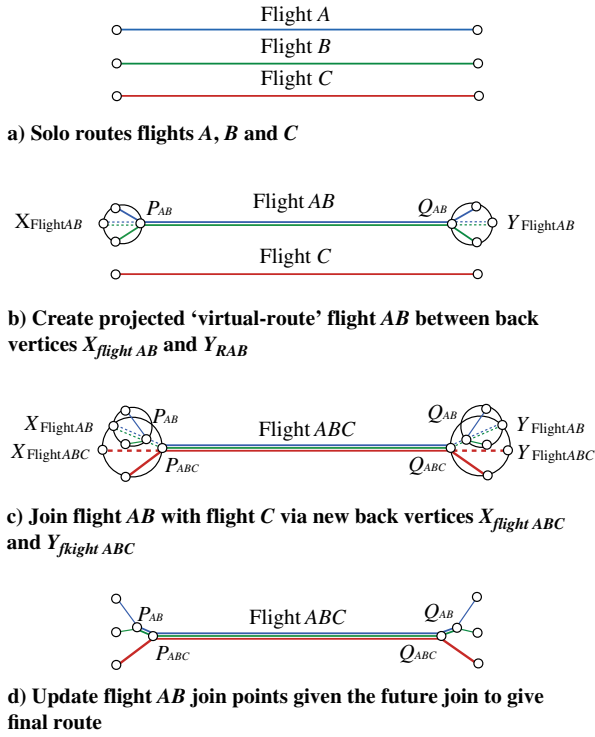 Flight A
Flight B
Flight C
a) Solo routes flights A, B and C
Flight AB
P_AB
Q_AB
X_FlightAB
Y_FlightAB
Flight C
b) Create projected ‘virtual-route’ flight AB between back
vertices X_flight AB and Y_RAB
P_AB
Q_AB
X_FlightAB
Y_FlightAB
Flight ABC
X_FlightABC
Y_FlightABC
P_ABC
Q_ABC
c) Join flight AB with flight C via new back vertices X_flight ABC
and Y_fkight ABC
P_AB
Flight ABC
Q_AB
P_ABC
Q_ABC
d) Update flight AB join points given the future join to give
final route